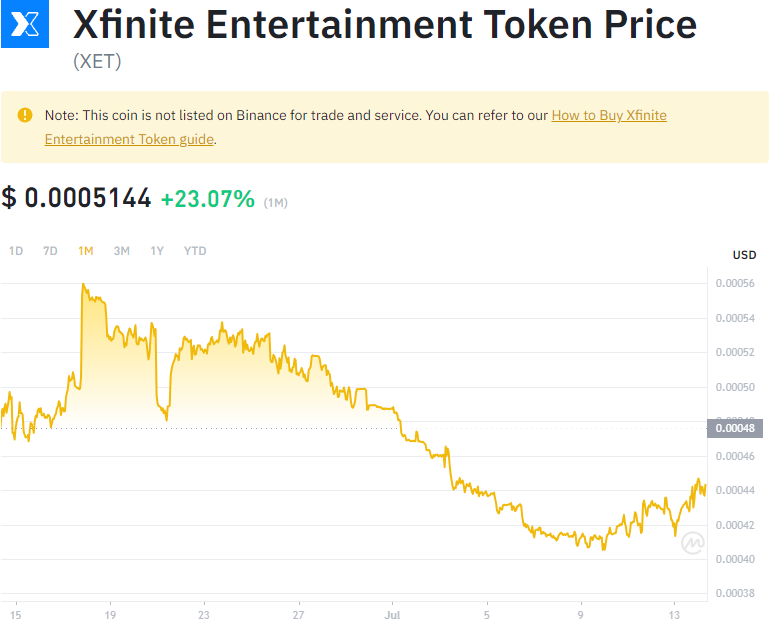 Xfinite Entertainment Token Price
(XET)
Note: This coin is not listed on Binance for trade and service. You can refer to our How to Buy Xfinite
Entertainment Token guide.
$ 0.0005144 +23.07% (1M)
1D 7D 1M 3M 1Y YTD
USD
0.00056
0.00054
0.00052
0.00050
0.00048
0.00046
0.00044
0.00042
0.00040
0.00038
15 19 23 27 Jul 5 9 13